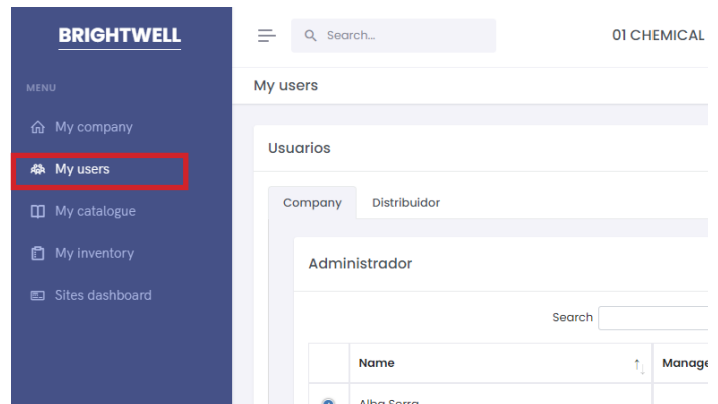 BRIGHTWELL
Search...
01 CHEMICAL
MENU
My users
My company
My users
My catalogue
My inventory
Sites dashboard
Usuarios
Company
Distribuidor
Administrador
Search
Name
Alba Serra